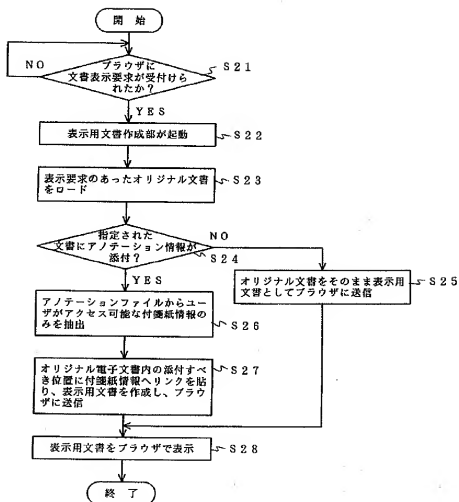 開 始
ブラウザに
文書表示要求が受付けら
れたか？
S21
NO
YES
表示用文書作成部が起動
S22
表示要求のあったオリジナル文書
をロード
S23
指定された
文書にアノテーション情報が
添付？
S24
NO
YES
オリジナル文書をそのまま表示用
文書としてブラウザに送信
S25
アノテーションファイルからユー
ザがアクセス可能な付箋紙情報の
みを抽出
S26
オリジナル電子文書内の添付すべ
き位置に付箋紙情報へリンクを貼
り、表示用文書を作成し、ブラウ
ザに送信
S27
表示用文書をブラウザで表示
S28
終 了